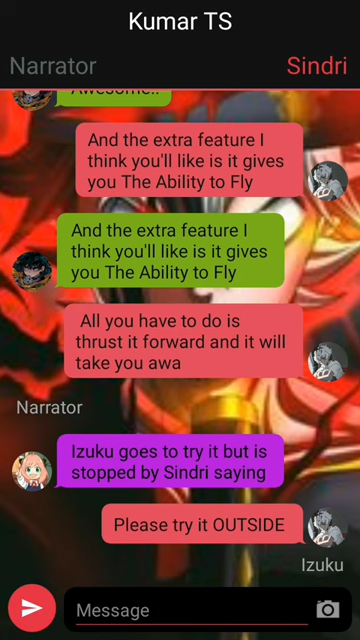 Kumar TS
Narrator
Sindri
Awesome..
And the extra feature I
think you'll like is it gives
you The Ability to Fly
And the extra feature I
think you'll like is it gives
you The Ability to Fly
All you have to do is
thrust it forward and it will
take you awa
Narrator
Izuku goes to try it but is
stopped by Sindri saying
Please try it OUTSIDE
Izuku
Message